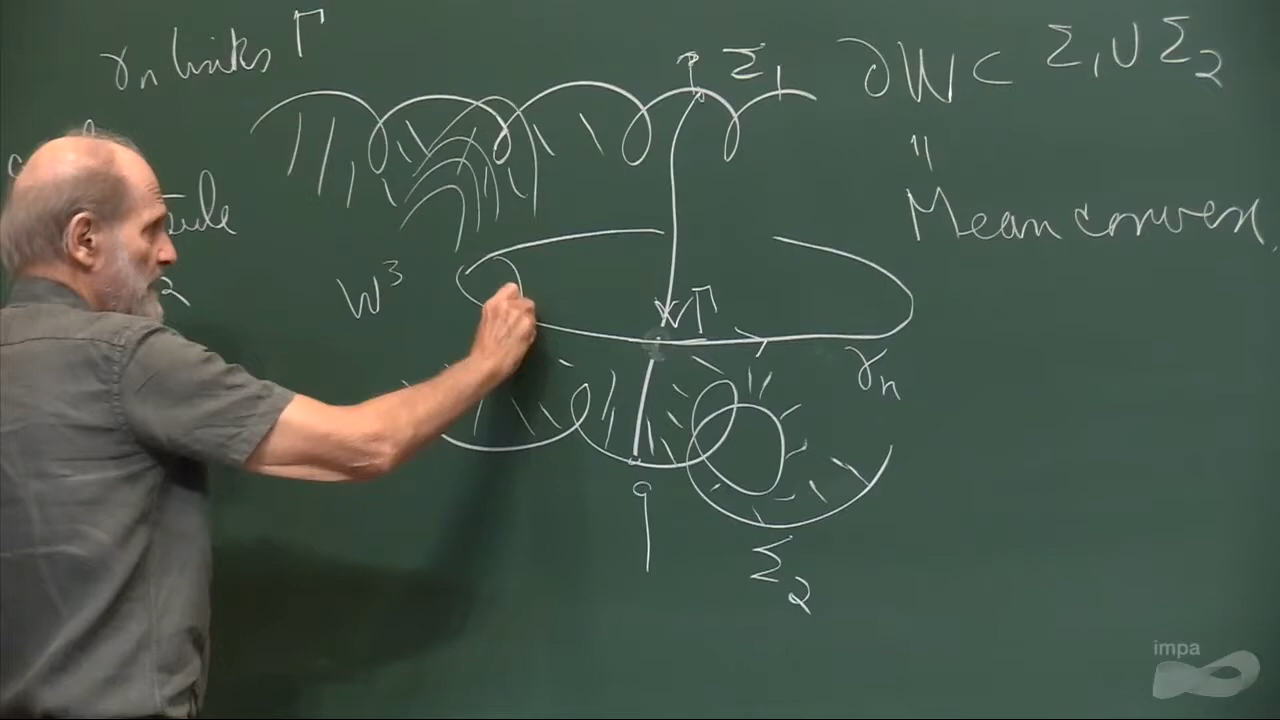 γn links Γ
p Σ1
∂W ⊂ Σ1 ∪ Σ2
=
Mean convex
W³
Γ
γn
q
Σ2
impa